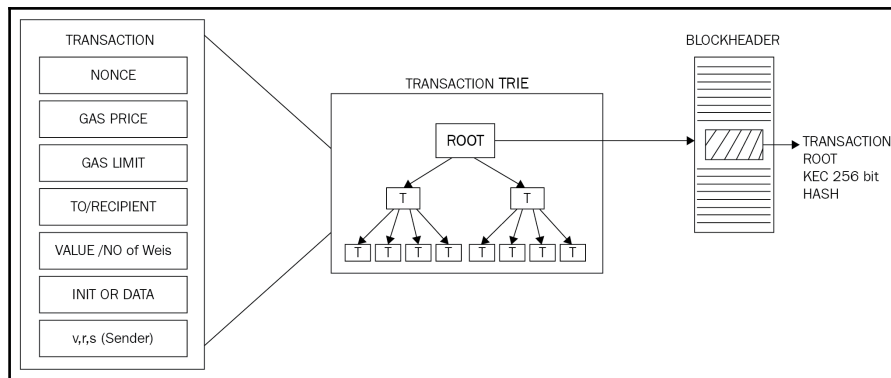 TRANSACTION
NONCE
GAS PRICE
GAS LIMIT
TO/RECIPIENT
VALUE /NO of Weis
INIT OR DATA
v,r,s (Sender)
TRANSACTION TRIE
ROOT
T T
T T T T T T T T
BLOCKHEADER
TRANSACTION
ROOT
KEC 256 bit
HASH